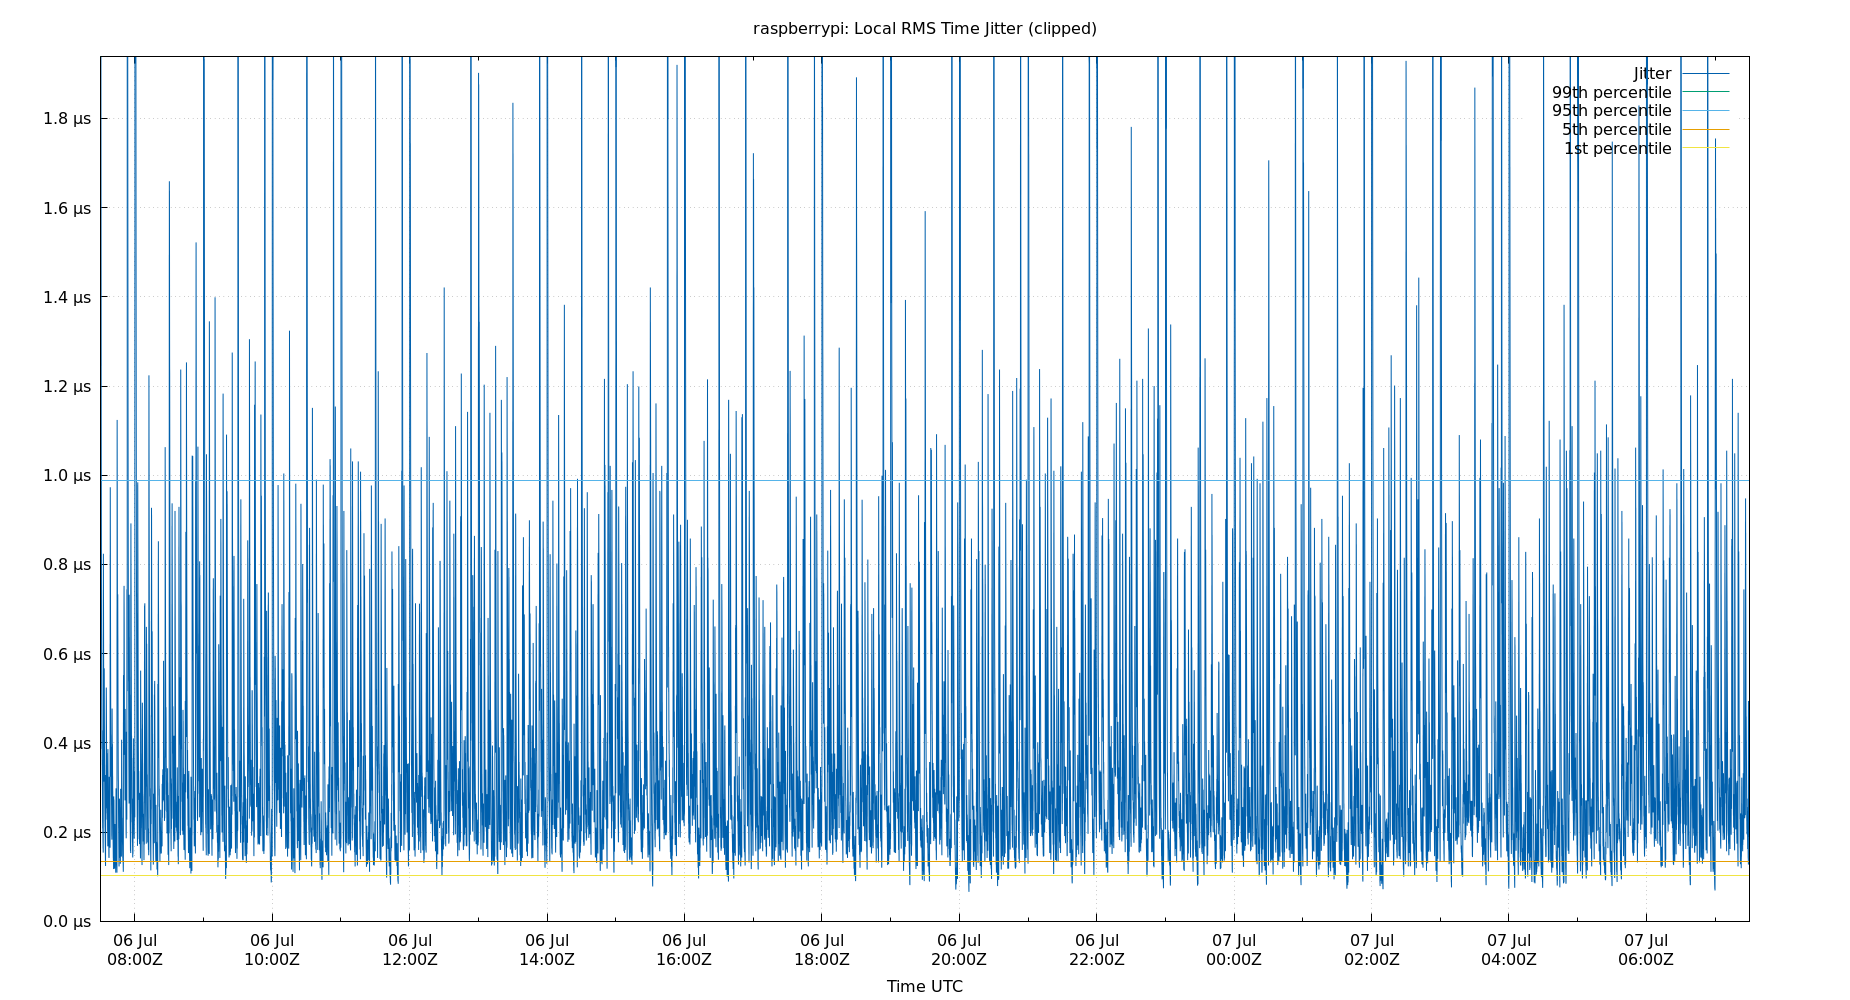 raspberrypi: Local RMS Time Jitter (clipped)
Jitter
99th percentile
95th percentile
5th percentile
1st percentile
1.8 µs
1.6 µs
1.4 µs
1.2 µs
1.0 µs
0.8 µs
0.6 µs
0.4 µs
0.2 µs
0.0 µs
06 Jul 06 Jul 06 Jul 06 Jul 06 Jul 06 Jul 06 Jul 06 Jul 07 Jul 07 Jul 07 Jul 07 Jul
08:00Z 10:00Z 12:00Z 14:00Z 16:00Z 18:00Z 20:00Z 22:00Z 00:00Z 02:00Z 04:00Z 06:00Z
Time UTC